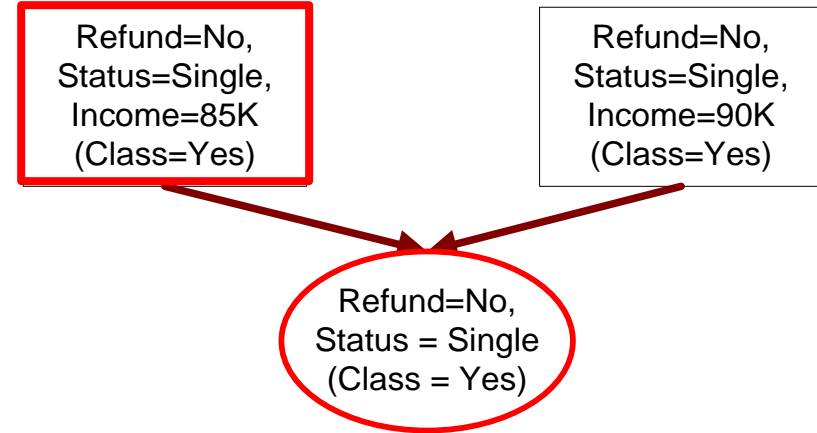 Refund=No,
Status=Single,
Income=85K
(Class=Yes)
Refund=No,
Status=Single,
Income=90K
(Class=Yes)
Refund=No,
Status = Single
(Class = Yes)